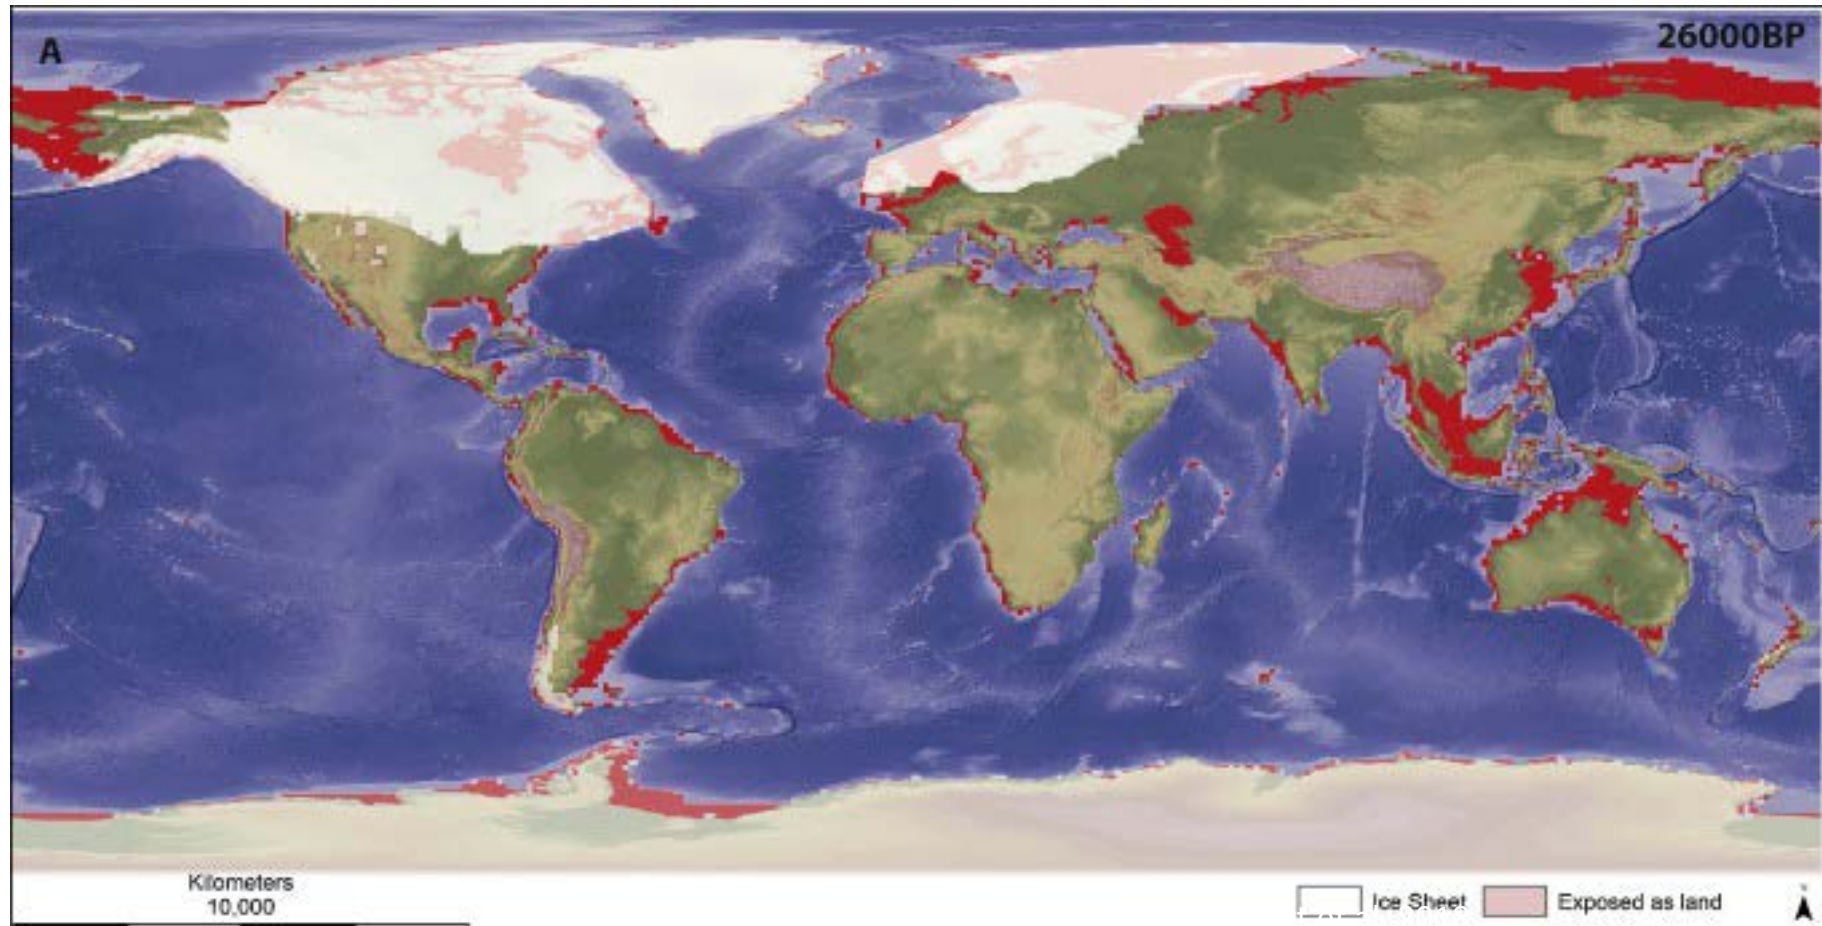 A
26000BP
Kilometers
10,000
Ice Sheet
Exposed as land